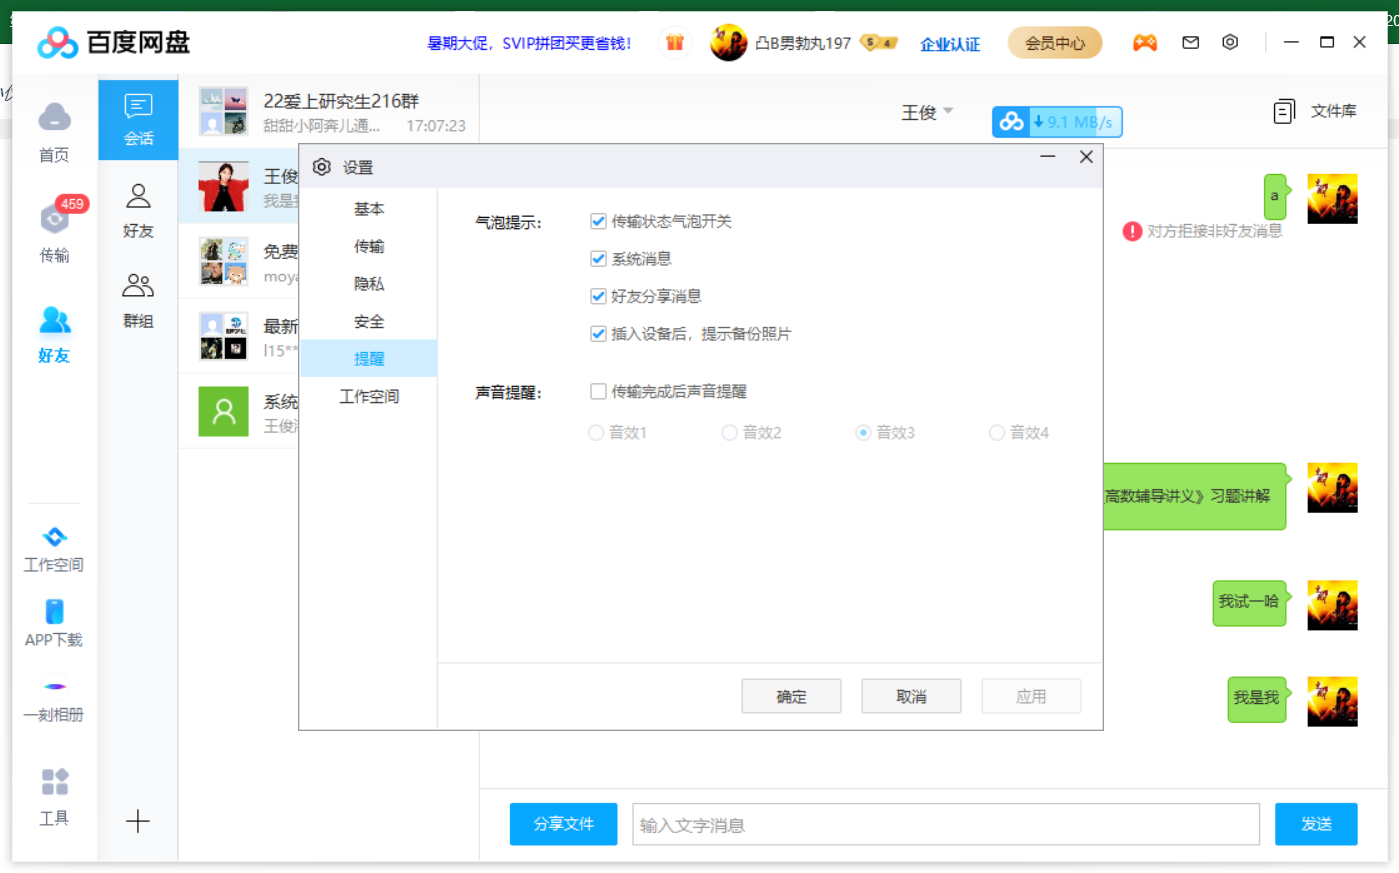 百度网盘
暑期大促，SVIP拼团买更省钱！
凸B男勃丸197
S 4
企业认证
会员中心
首页
459
传输
好友
工作空间
APP下载
一刻相册
工具
会话
好友
群组
22爱上研究生216群
甜甜小阿奔儿通...
17:07:23
王俊
我是
免费
moya
最新
l15**
系统
王俊
王俊
9.1 MB/s
文件库
设置
基本
传输
隐私
安全
提醒
工作空间
气泡提示：
传输状态气泡开关
系统消息
好友分享消息
插入设备后，提示备份照片
声音提醒：
传输完成后声音提醒
音效1
音效2
音效3
音效4
确定
取消
应用
a
对方拒接非好友消息
高数辅导讲义》习题讲解
我试一哈
我是我
分享文件
输入文字消息
发送